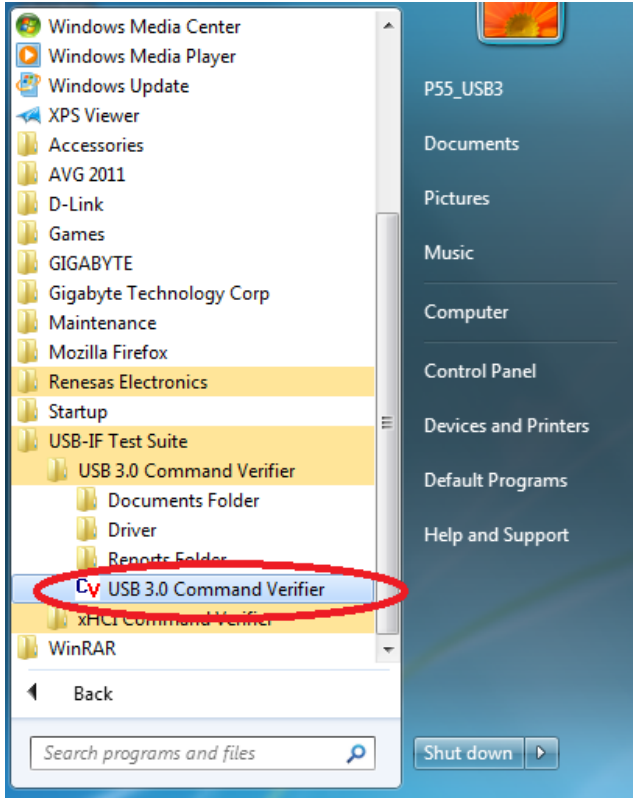 Windows Media Center
Windows Media Player
Windows Update
XPS Viewer
Accessories
AVG 2011
D-Link
Games
GIGABYTE
Gigabyte Technology Corp
Maintenance
Mozilla Firefox
Renesas Electronics
Startup
USB-IF Test Suite
USB 3.0 Command Verifier
Documents Folder
Driver
Reports Folder
CV USB 3.0 Command Verifier
xHCI Command Verifier
WinRAR
Back
Search programs and files
P55_USB3
Documents
Pictures
Music
Computer
Control Panel
Devices and Printers
Default Programs
Help and Support
Shut down